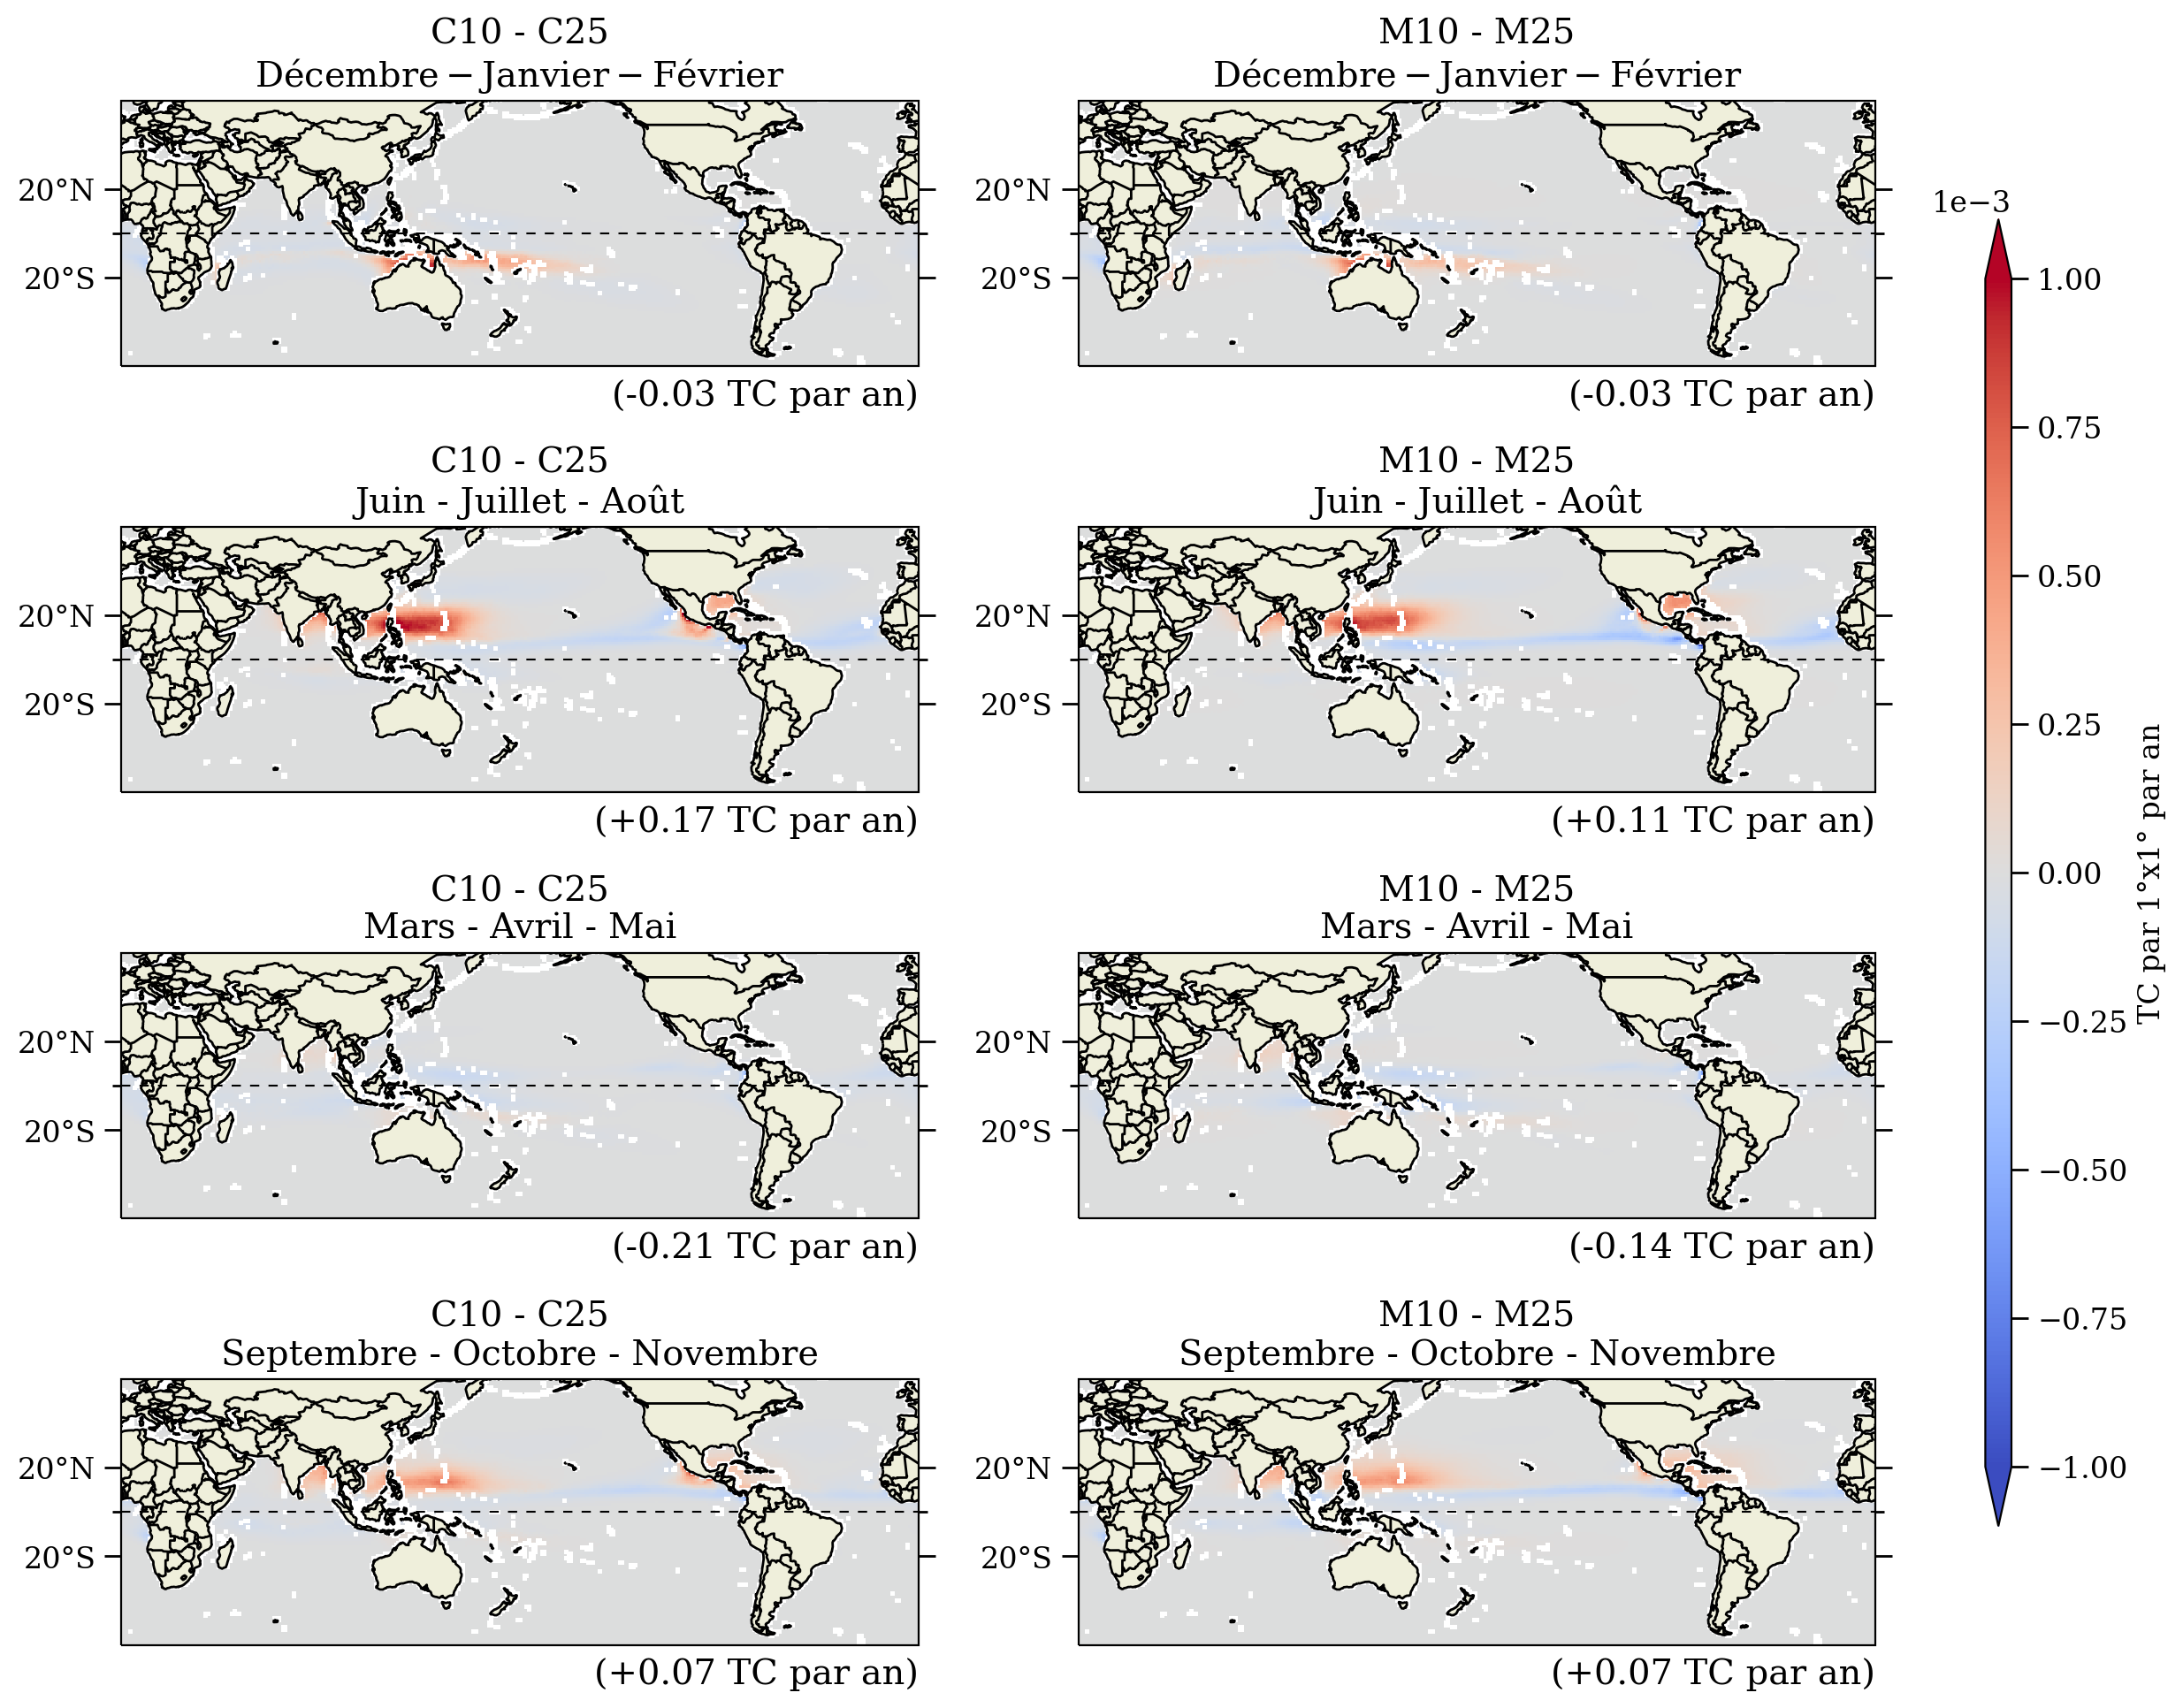 C10 - C25
Décembre − Janvier − Février
20°N
20°S
(-0.03 TC par an)
M10 - M25
Décembre − Janvier − Février
20°N
20°S
(-0.03 TC par an)
C10 - C25
Juin - Juillet - Août
20°N
20°S
(+0.17 TC par an)
M10 - M25
Juin - Juillet - Août
20°N
20°S
(+0.11 TC par an)
C10 - C25
Mars - Avril - Mai
20°N
20°S
(-0.21 TC par an)
M10 - M25
Mars - Avril - Mai
20°N
20°S
(-0.14 TC par an)
C10 - C25
Septembre - Octobre - Novembre
20°N
20°S
(+0.07 TC par an)
M10 - M25
Septembre - Octobre - Novembre
20°N
20°S
(+0.07 TC par an)
1e−3
1.00
0.75
0.50
0.25
0.00
−0.25
−0.50
−0.75
−1.00
TC par 1°x1° par an